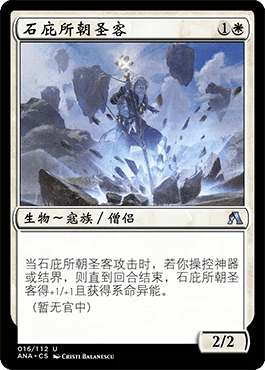 石庇所朝圣客 1
生物～寇族／僧侣
当石庇所朝圣客攻击时，若你操控神器
或结界，则直到回合结束，石庇所朝圣
客得+1/+1且获得系命异能。
（暂无官中）
2/2
016/112 U
ANA • CS CRISTI BALANESCU